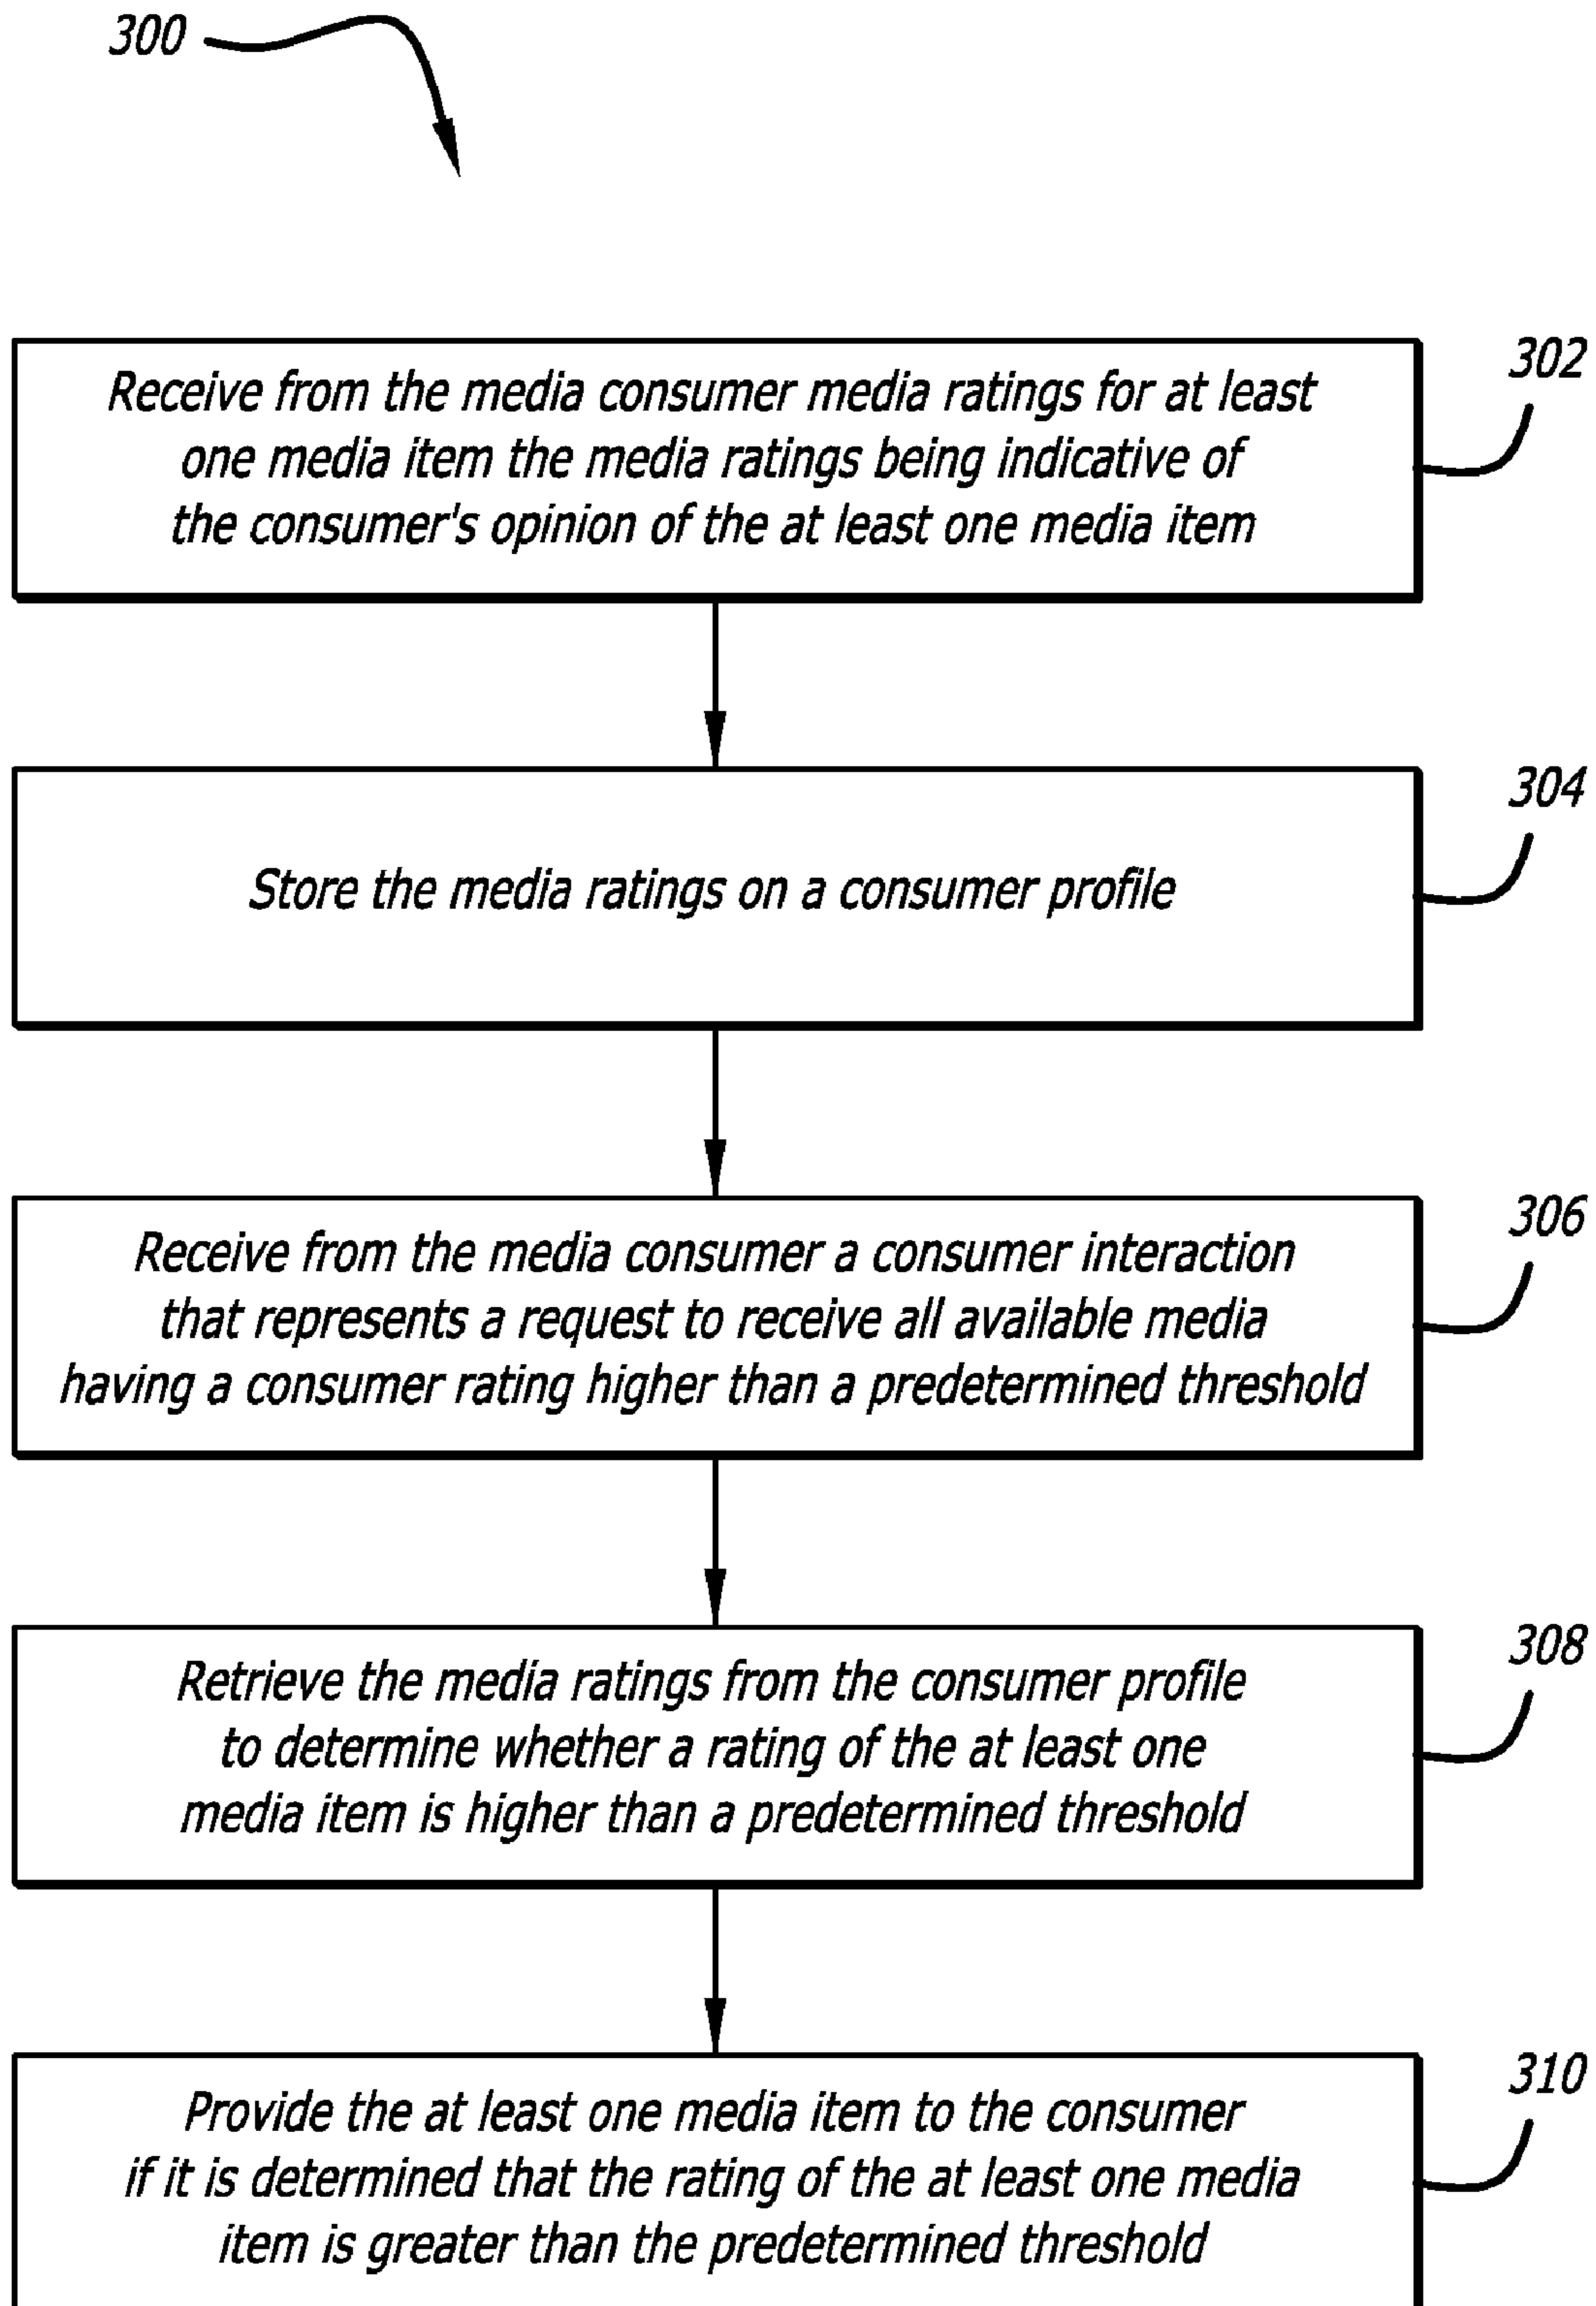 300
302
Receive from the media consumer media ratings for at least
one media item the media ratings being indicative of
the consumer's opinion of the at least one media item
304
Store the media ratings on a consumer profile
306
Receive from the media consumer a consumer interaction
that represents a request to receive all available media
having a consumer rating higher than a predetermined threshold
308
Retrieve the media ratings from the consumer profile
to determine whether a rating of the at least one
media item is higher than a predetermined threshold
310
Provide the at least one media item to the consumer
if it is determined that the rating of the at least one media
item is greater than the predetermined threshold